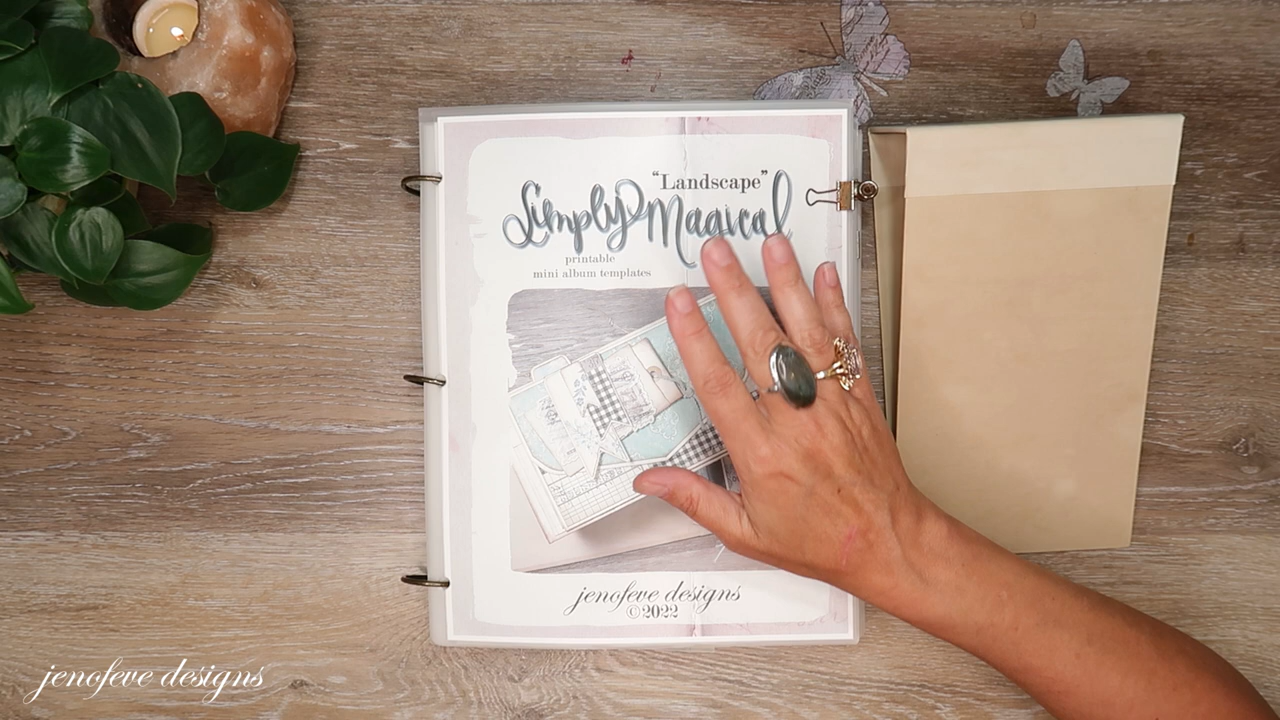 “Landscape”
Simply Magical
printable
mini album templates
jenofeve designs
©2022
jenofeve designs